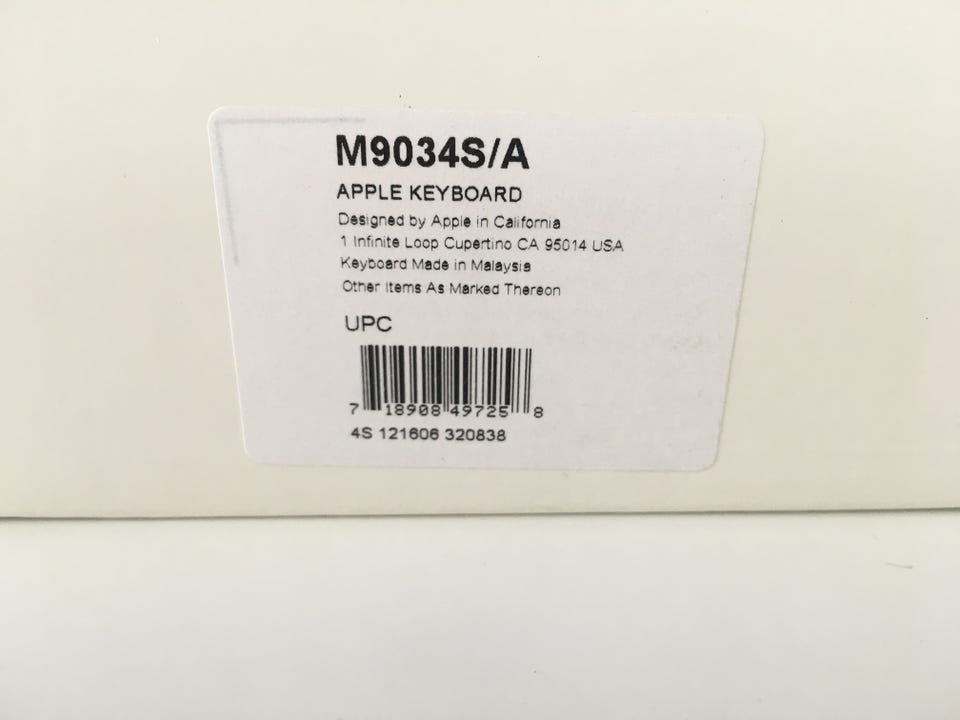 M9034S/A
APPLE KEYBOARD
Designed by Apple in California
1 Infinite Loop Cupertino CA 95014 USA
Keyboard Made in Malaysia
Other Items As Marked Thereon
UPC
7 18908 49725 8
4S 121606 320838